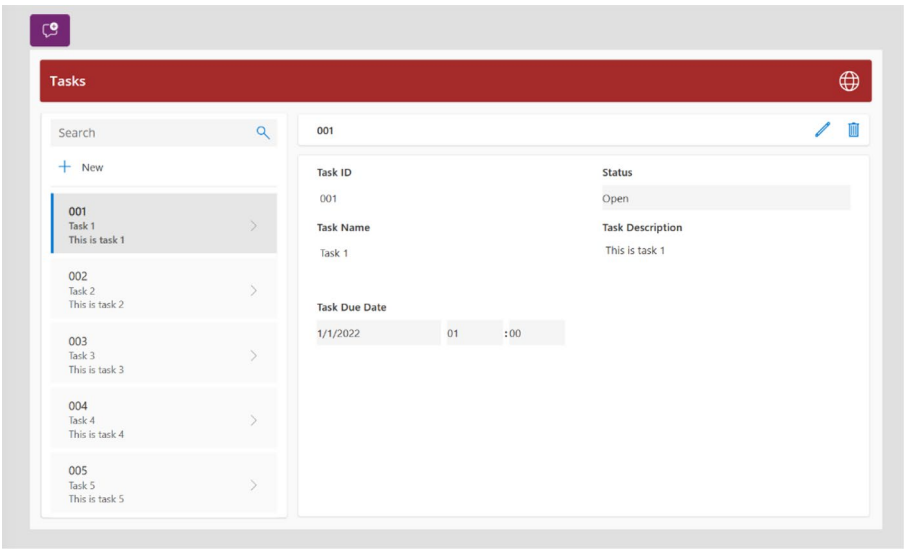 Tasks
Search
New
001
Task 1
This is task 1
002
Task 2
This is task 2
003
Task 3
This is task 3
004
Task 4
This is task 4
005
Task 5
This is task 5
001
Task ID
001
Status
Open
Task Name
Task 1
Task Description
This is task 1
Task Due Date
1/1/2022 01 :00